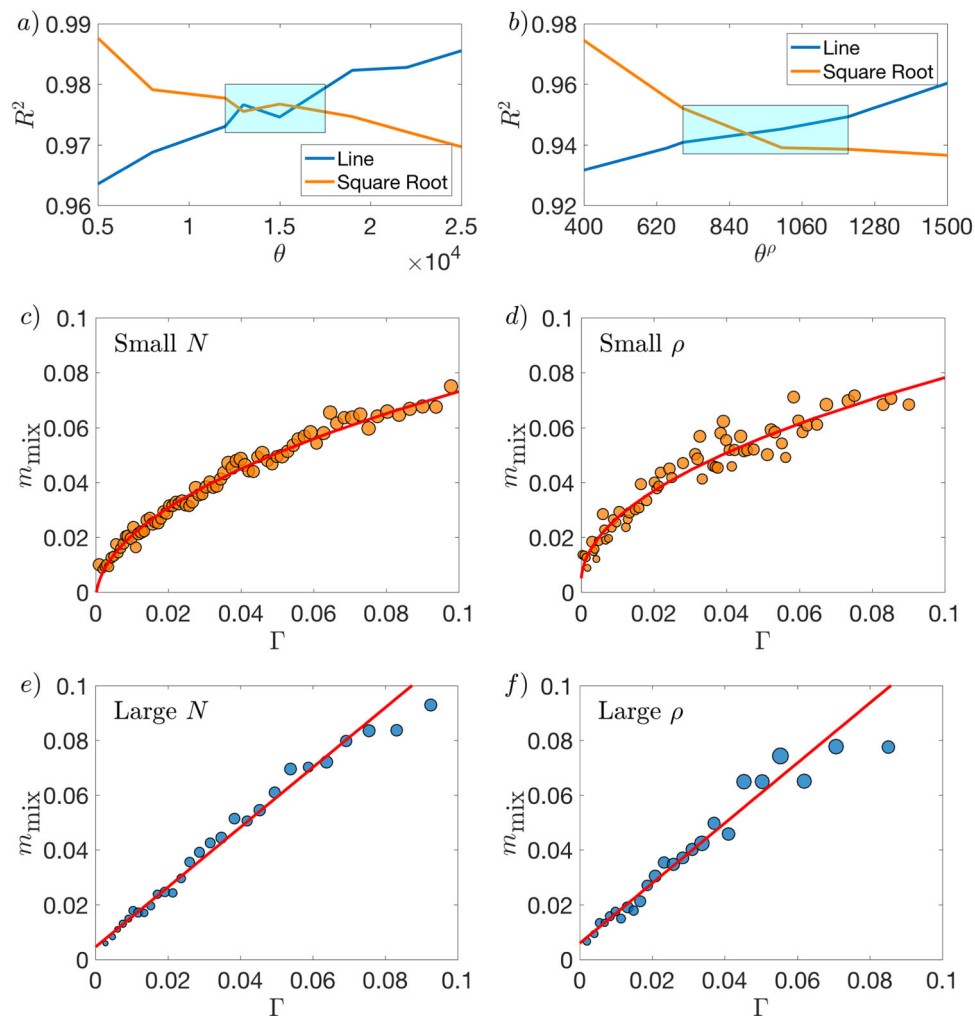 a)
0.99
0.98
0.97
0.96
R²
Line
Square Root
0.5 1 1.5 2 2.5
θ
×10⁴
b)
0.98
0.96
0.94
0.92
R²
Line
Square Root
400 620 840 1060 1280 1500
θ^ρ
c)
Small N
0.1
0.08
0.06
0.04
0.02
0
m_mix
0 0.02 0.04 0.06 0.08 0.1
Γ
d)
Small ρ
0.1
0.08
0.06
0.04
0.02
0
m_mix
0 0.02 0.04 0.06 0.08 0.1
Γ
e)
Large N
0.1
0.08
0.06
0.04
0.02
0
m_mix
0 0.02 0.04 0.06 0.08 0.1
Γ
f)
Large ρ
0.1
0.08
0.06
0.04
0.02
0
m_mix
0 0.02 0.04 0.06 0.08 0.1
Γ